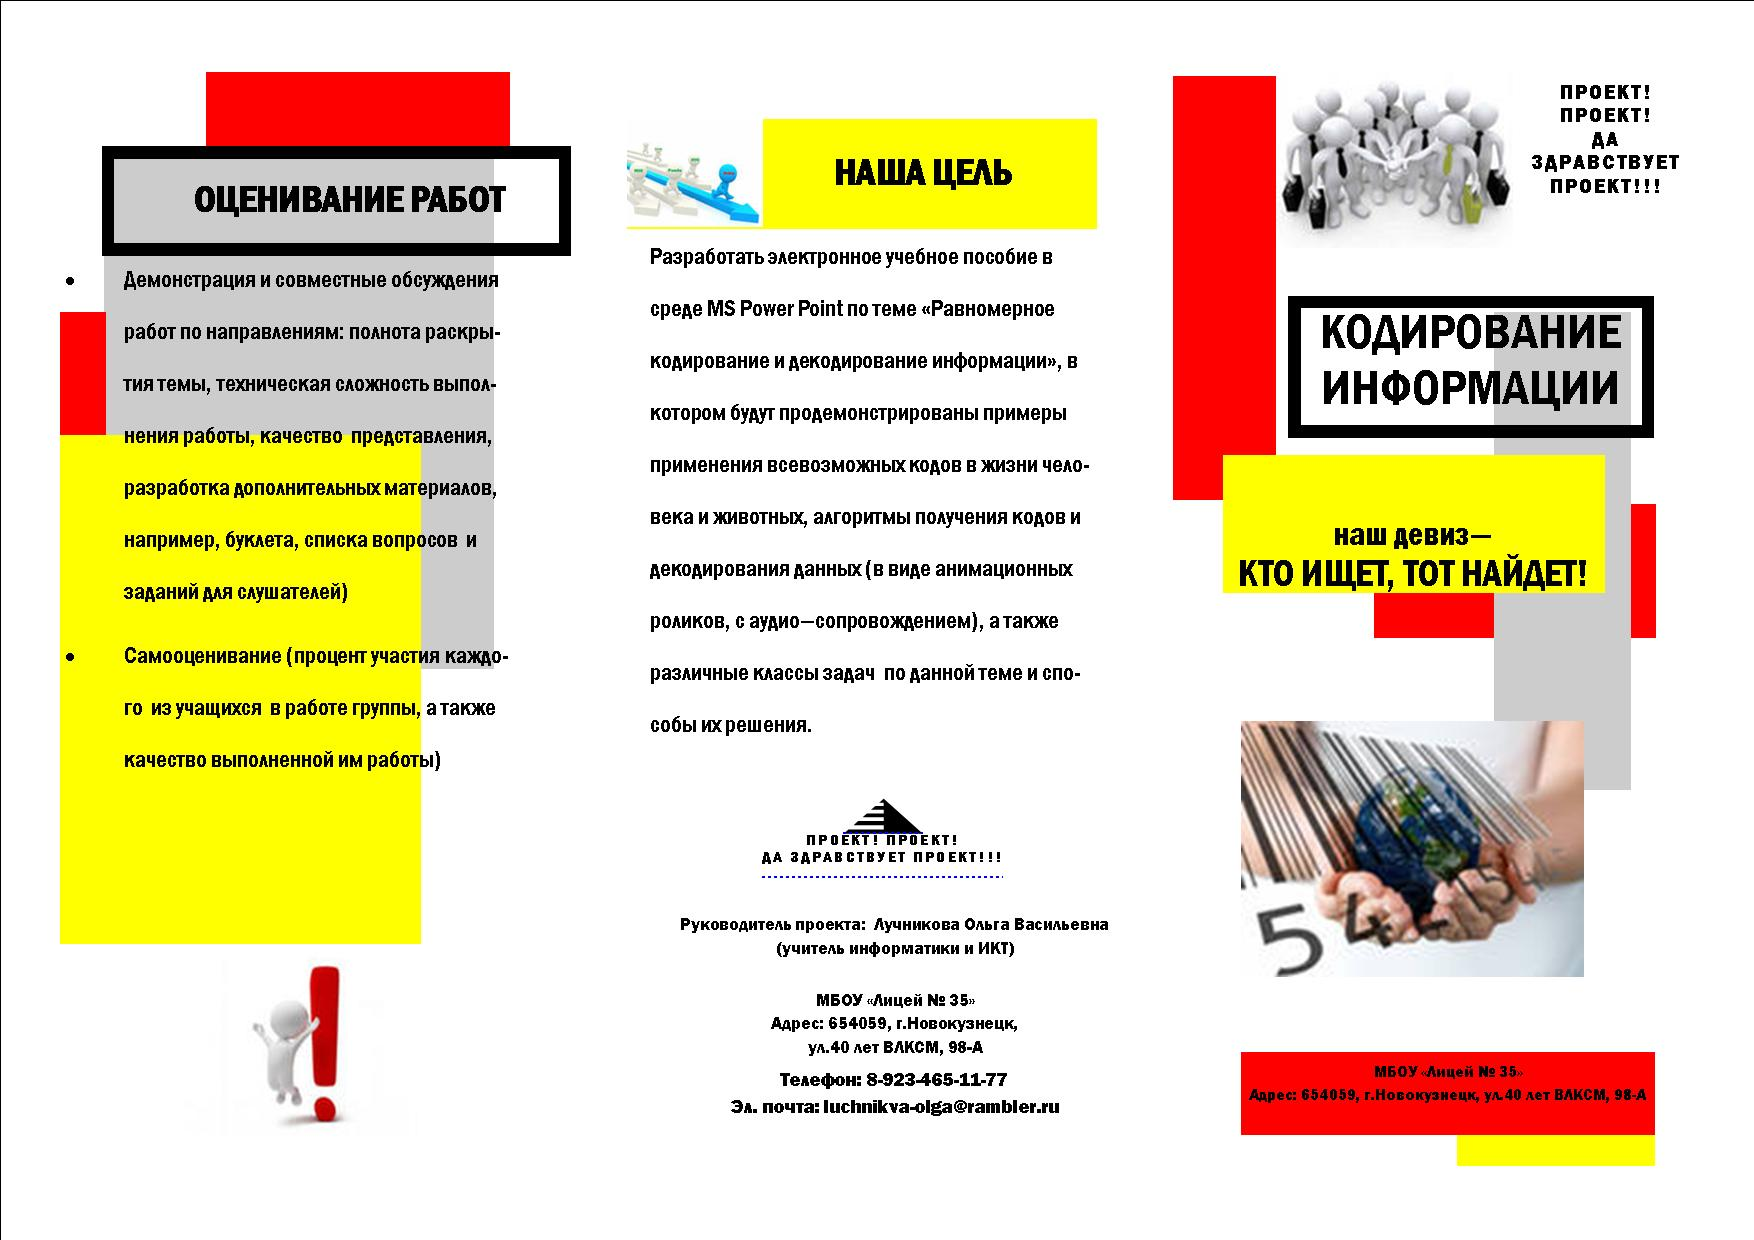 ОЦЕНИВАНИЕ РАБОТ
• Демонстрация и совместные обсуждения
работ по направлениям: полнота раскры-
тия темы, техническая сложность выпол-
нения работы, качество представления,
разработка дополнительных материалов,
например, буклета, списка вопросов и
заданий для слушателей)
• Самооценивание (процент участия каждо-
го из учащихся в работе группы, а также
качество выполненной им работы)
НАША ЦЕЛЬ
Разработать электронное учебное пособие в
среде MS Power Point по теме «Равномерное
кодирование и декодирование информации», в
котором будут продемонстрированы примеры
применения всевозможных кодов в жизни чело-
века и животных, алгоритмы получения кодов и
декодирования данных (в виде анимационных
роликов, с аудио—сопровождением), а также
различные классы задач по данной теме и спо-
собы их решения.
ПРОЕКТ! ПРОЕКТ!
ДА ЗДРАВСТВУЕТ ПРОЕКТ!!!
Руководитель проекта: Лучникова Ольга Васильевна
(учитель информатики и ИКТ)
МБОУ «Лицей № 35»
Адрес: 654059, г.Новокузнецк,
ул.40 лет ВЛКСМ, 98-А
Телефон: 8-923-465-11-77
Эл. почта: luchnikva-olga@rambler.ru
ПРОЕКТ!
ПРОЕКТ!
ДА
ЗДРАВСТВУЕТ
ПРОЕКТ!!!
КОДИРОВАНИЕ
ИНФОРМАЦИИ
наш девиз—
КТО ИЩЕТ, ТОТ НАЙДЕТ!
54
МБОУ «Лицей № 35»
Адрес: 654059, г.Новокузнецк, ул.40 лет ВЛКСМ, 98-А